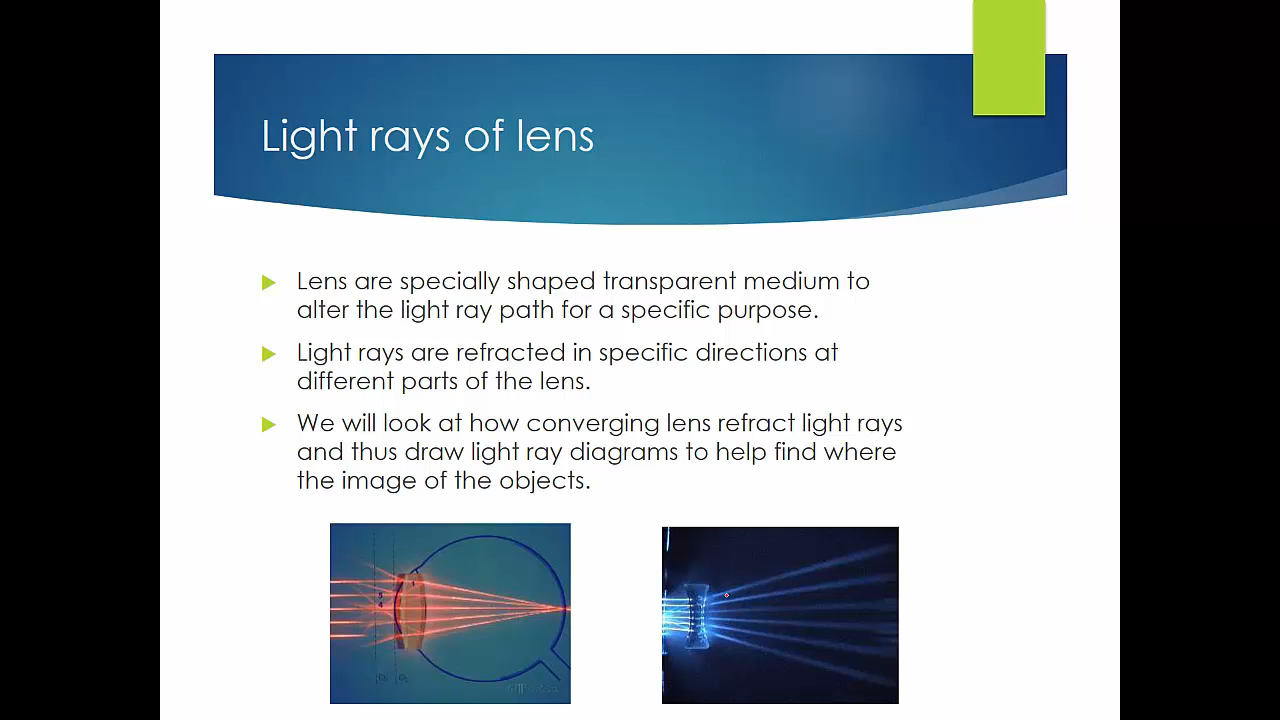 Light rays of lens
Lens are specially shaped transparent medium to
alter the light ray path for a specific purpose.
Light rays are refracted in specific directions at
different parts of the lens.
We will look at how converging lens refract light rays
and thus draw light ray diagrams to help find where
the image of the objects.